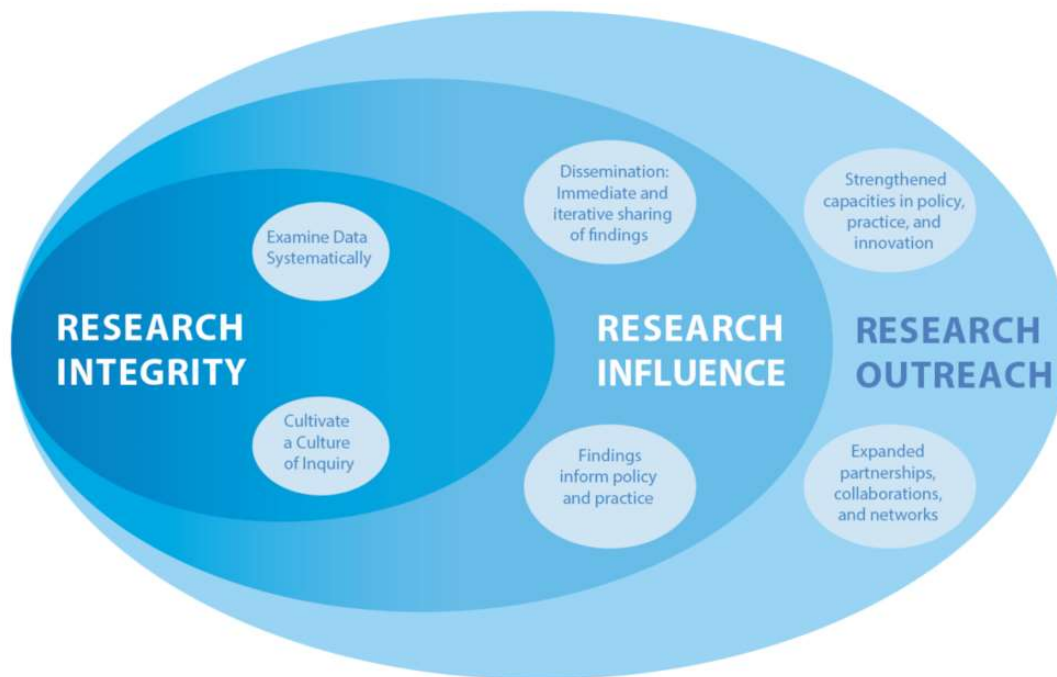 Examine Data
Systematically
RESEARCH
INTEGRITY
Cultivate
a Culture
of Inquiry
Dissemination:
Immediate and
iterative sharing
of findings
RESEARCH
INFLUENCE
Findings
inform policy
and practice
Strengthened
capacities in policy,
practice, and
innovation
RESEARCH
OUTREACH
Expanded
partnerships,
collaborations,
and networks